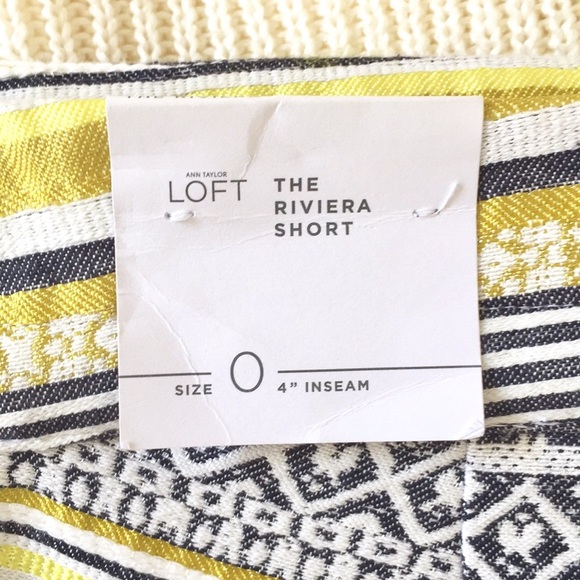 ANN TAYLOR
LOFT
THE
RIVIERA
SHORT
SIZE 0 4” INSEAM